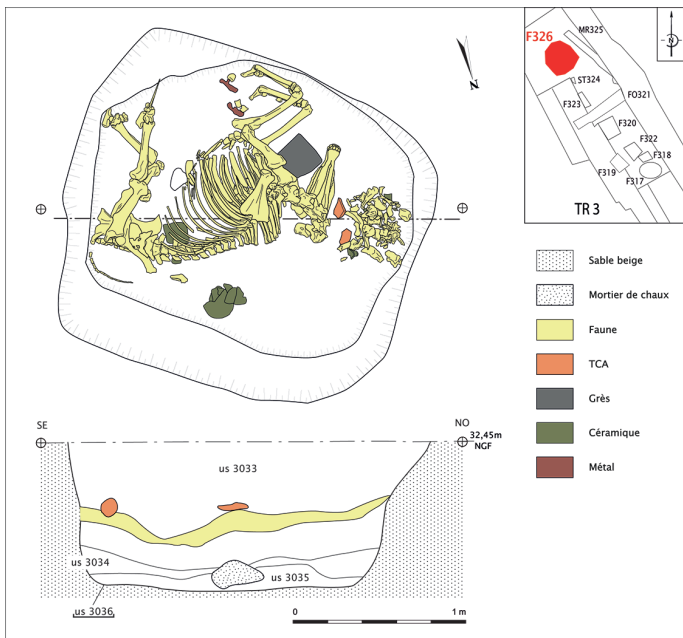 N
F326
MR325
N
ST324
F323
FO321
F320
F322
F318
F319
F317
TR 3
Sable beige
Mortier de chaux
Faune
TCA
Grès
Céramique
Métal
SE
NO
32,45m
NGF
us 3033
us 3034
us 3035
us 3036
0
1 m